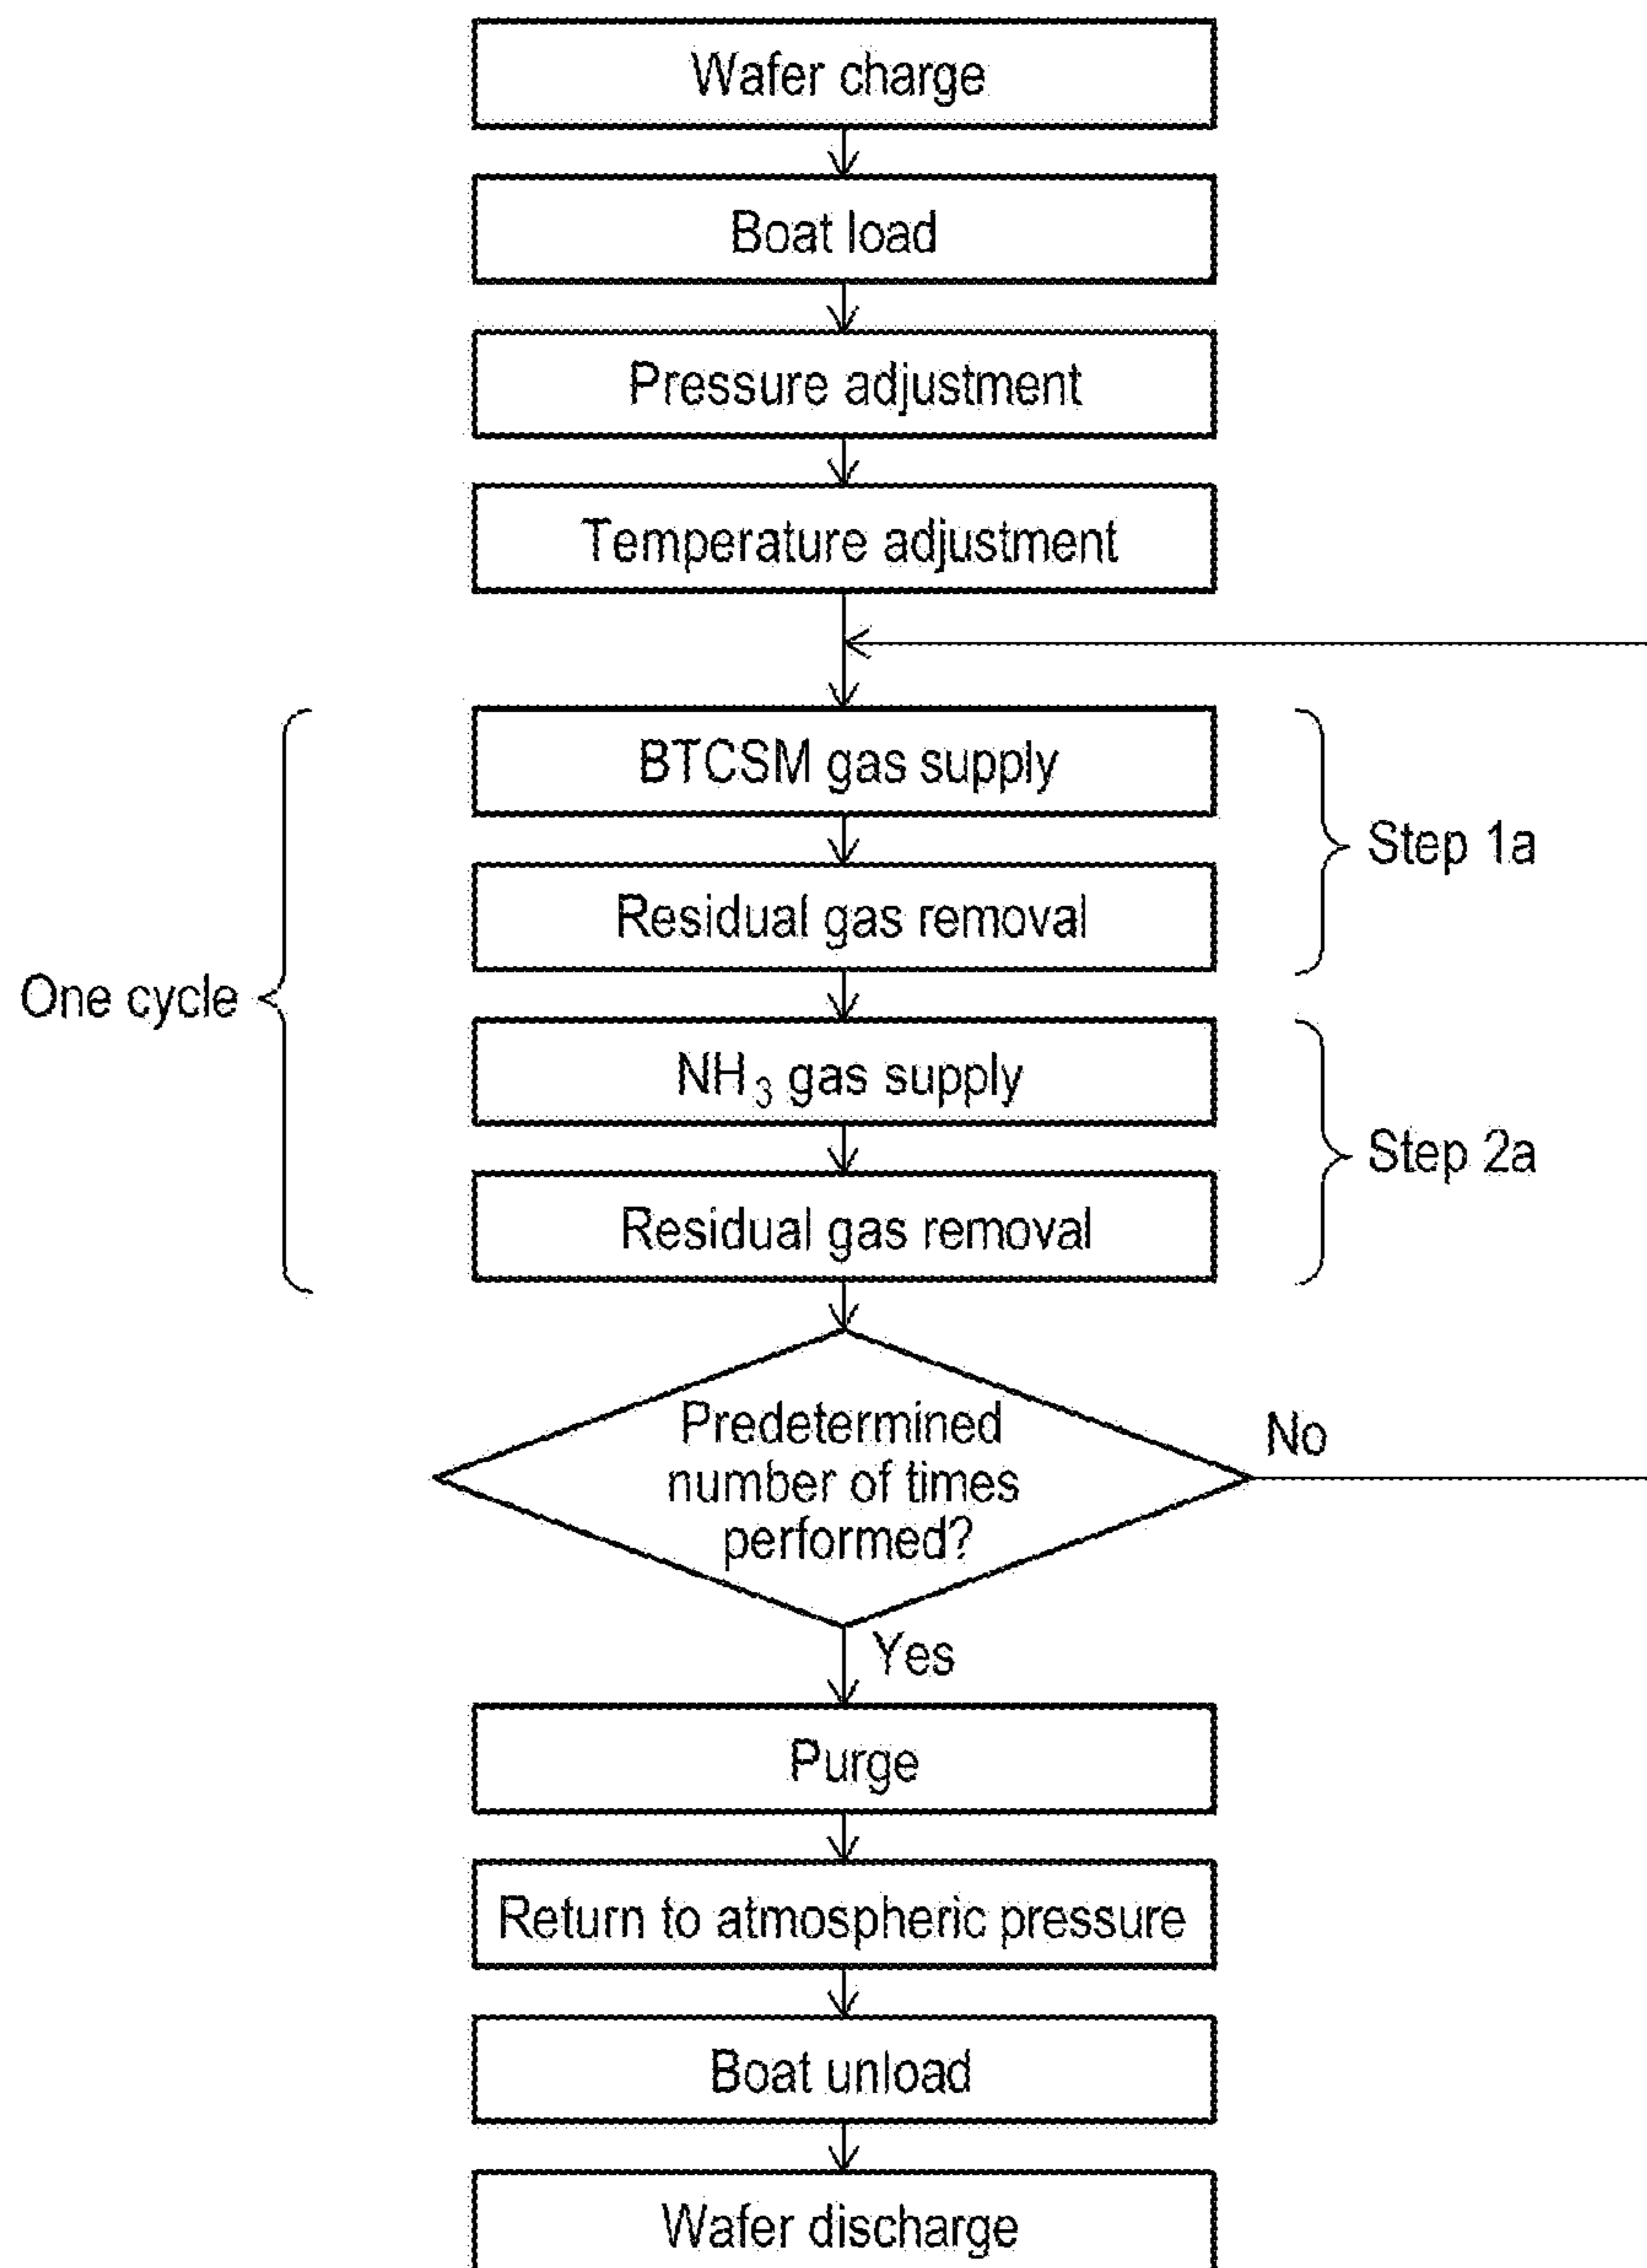 Wafer charge
Boat load
Pressure adjustment
Temperature adjustment
BTCSM gas supply
Step 1a
Residual gas removal
One cycle
NH₃ gas supply
Step 2a
Residual gas removal
Predetermined
number of times
performed?
No
Yes
Purge
Return to atmospheric pressure
Boat unload
Wafer discharge